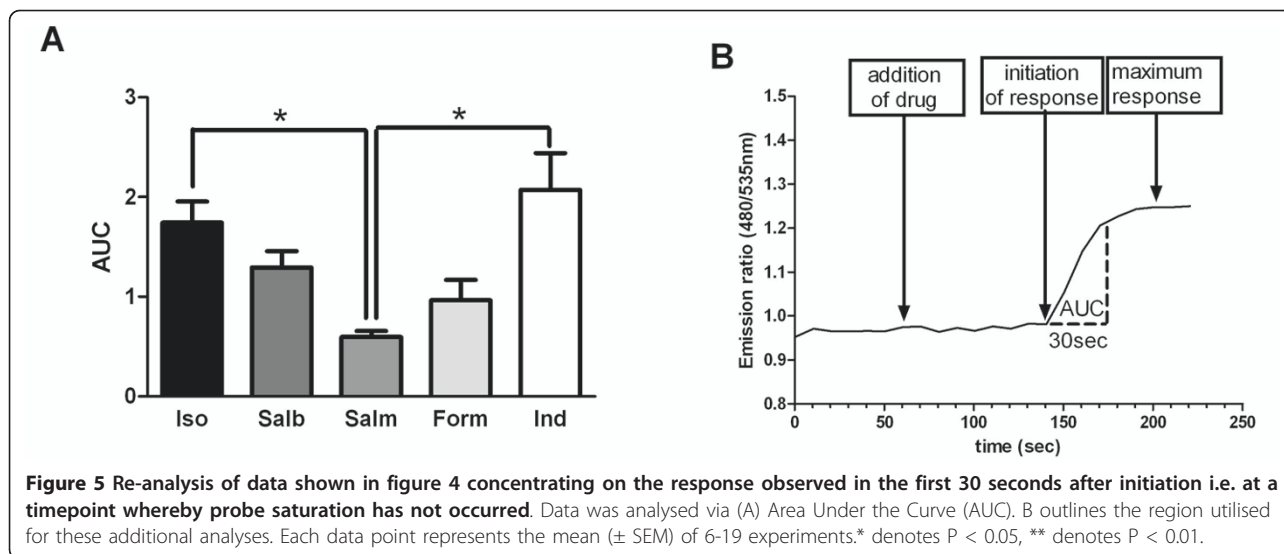 A
3
2
1
0
AUC
*
*
Iso Salb Salm Form Ind
B
addition of drug
initiation of response
maximum response
1.5
1.4
1.3
1.2
1.1
1.0
0.9
0.8
Emission ratio (480/535nm)
AUC
30sec
0 50 100 150 200 250
time (sec)
Figure 5 Re-analysis of data shown in figure 4 concentrating on the response observed in the first 30 seconds after initiation i.e. at a
timepoint whereby probe saturation has not occurred. Data was analysed via (A) Area Under the Curve (AUC). B outlines the region utilised
for these additional analyses. Each data point represents the mean (± SEM) of 6-19 experiments.* denotes P < 0.05, ** denotes P < 0.01.